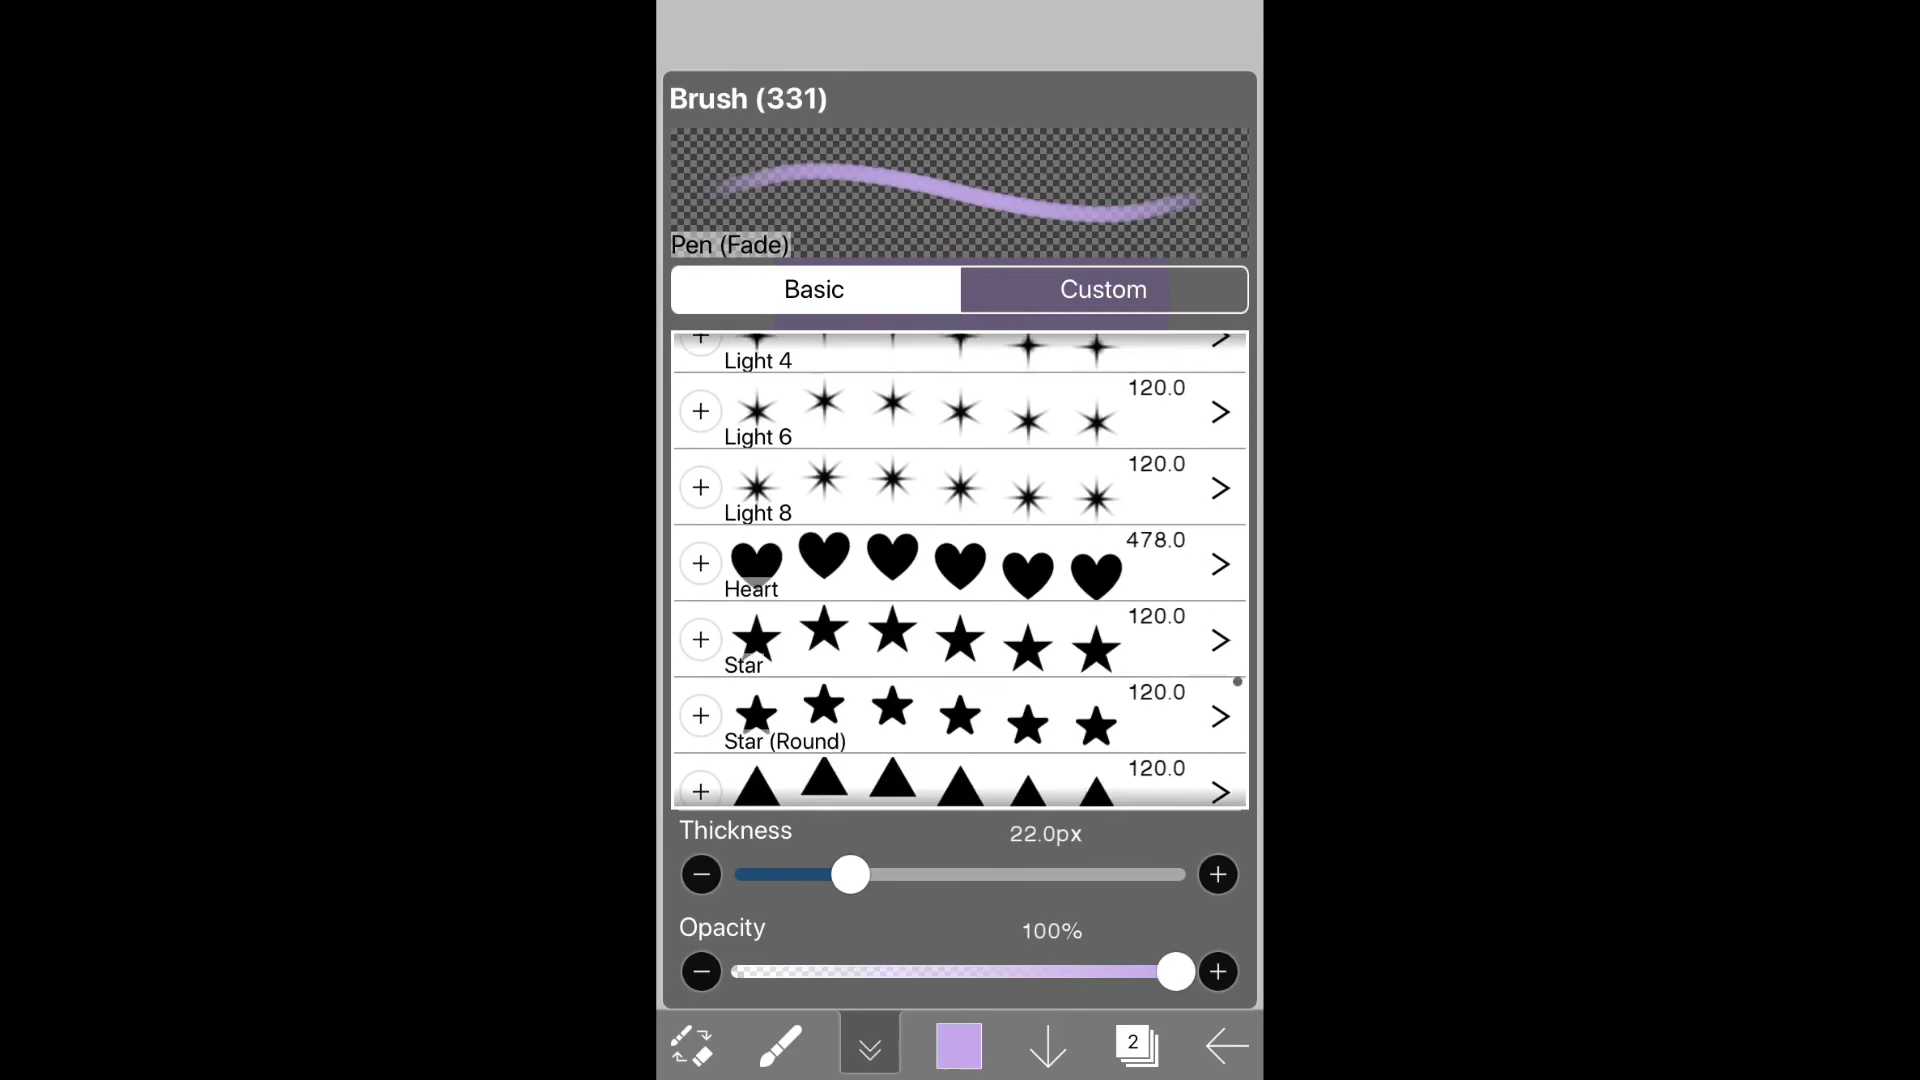 Brush (331)
Pen (Fade)
Basic
Custom
Light 4
120.0
Light 6
120.0
Light 8
478.0
Heart
120.0
Star
120.0
Star (Round)
120.0
Thickness
22.0px
Opacity
100%
2